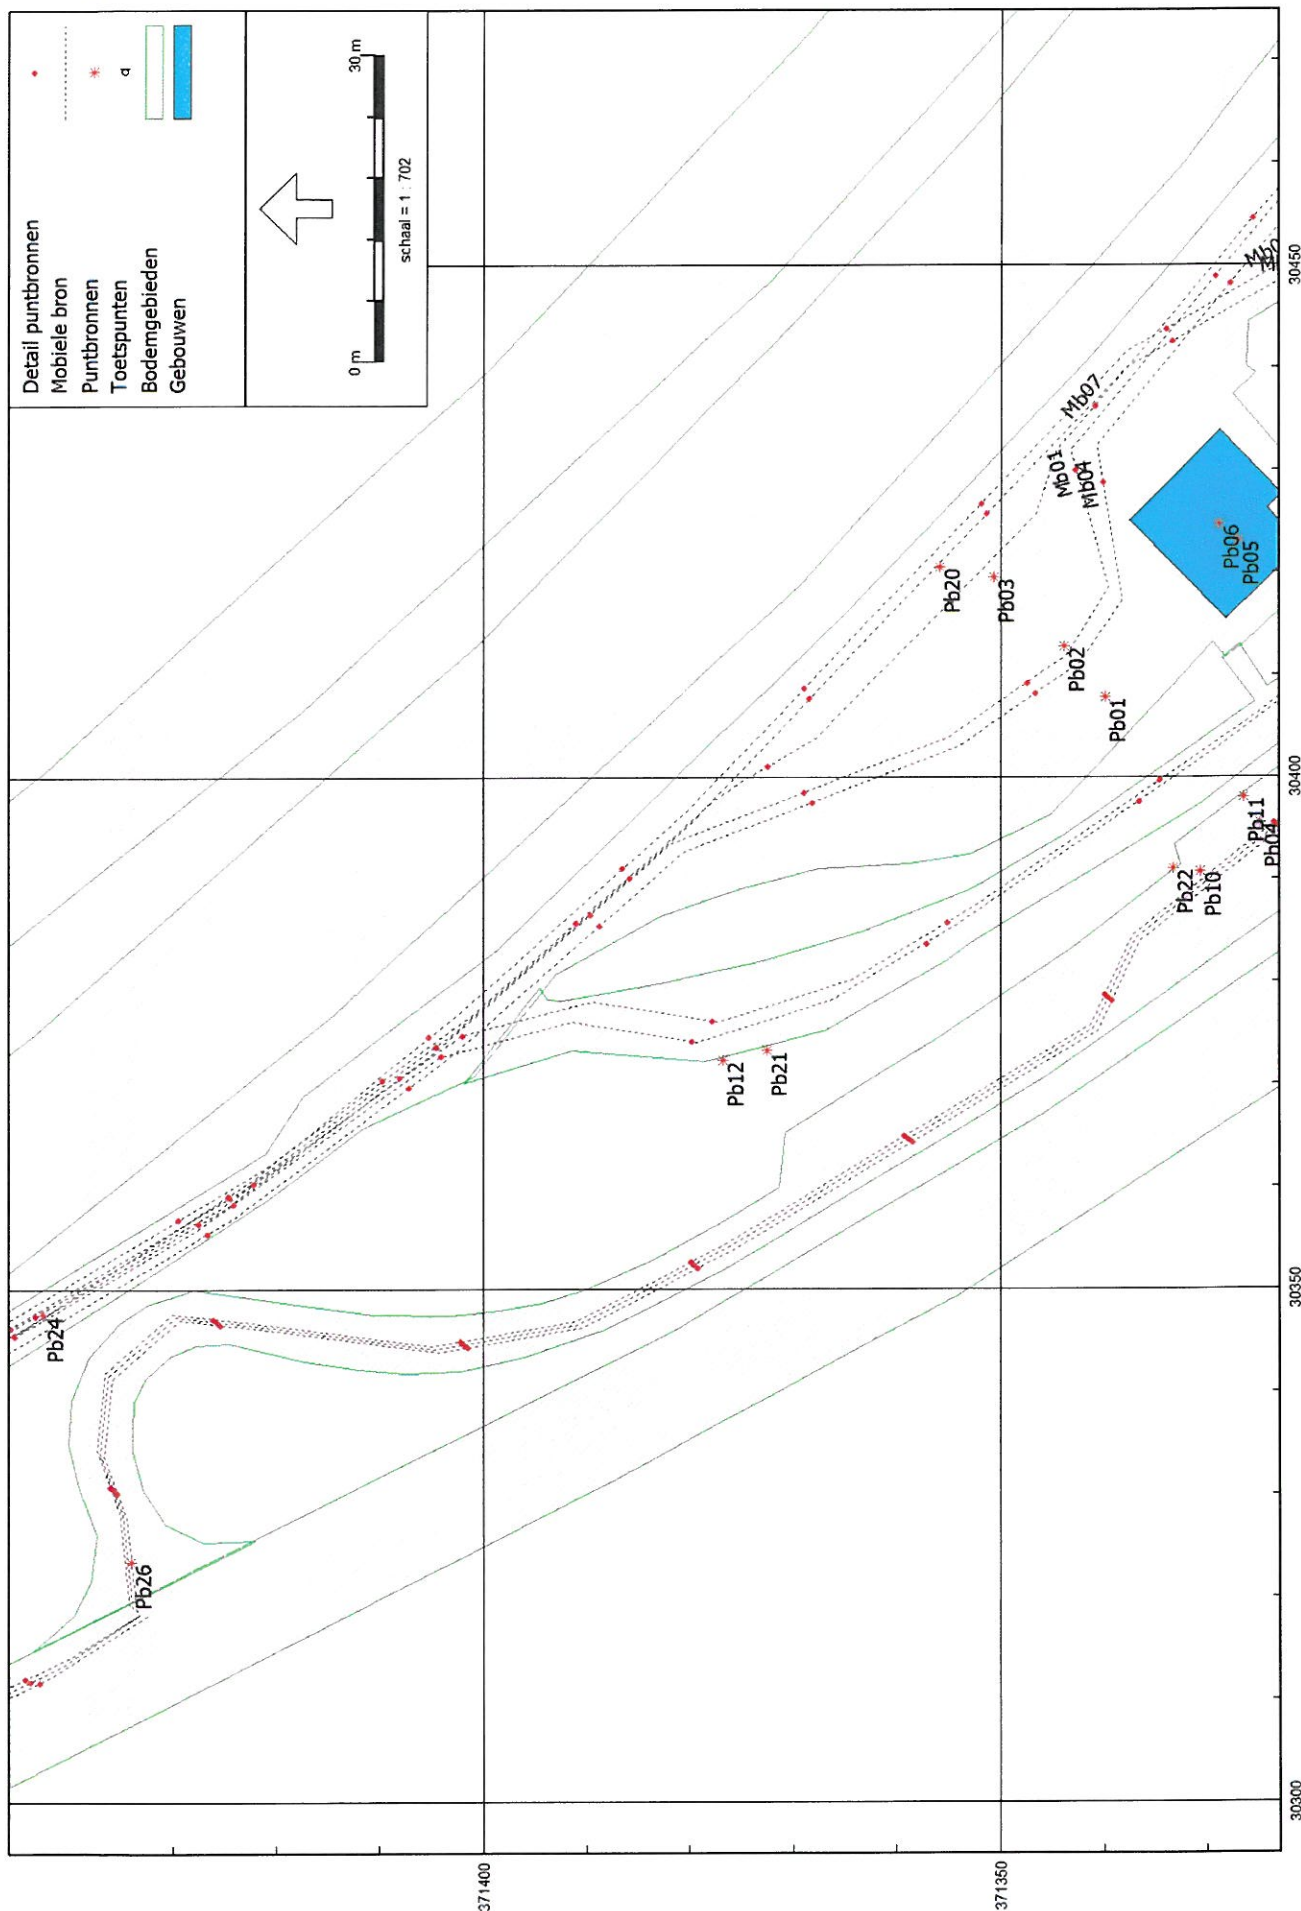 Detail puntbronnen
Mobiele bron
Puntbronnen
Toetspunten
Bodemgebieden
Gebouwen
0 m
30 m
schaal = 1 : 702
Pb24
Pb26
Pb12
Pb21
Pb20
Pb03
Pb02
Pb01
Mb01
Mb04
Mb07
Pb06
Pb05
Pb22
Pb10
Pb11
Pb04
371400
371350
30300
30350
30400
30450